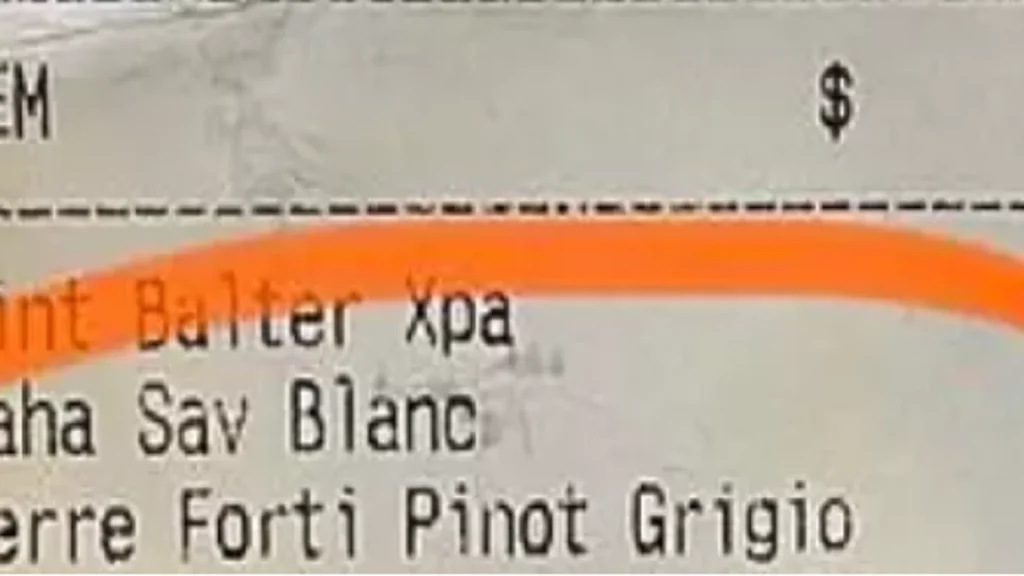 EM $
int Balter Xpa
aha Sav Blanc
erre Forti Pinot Grigio